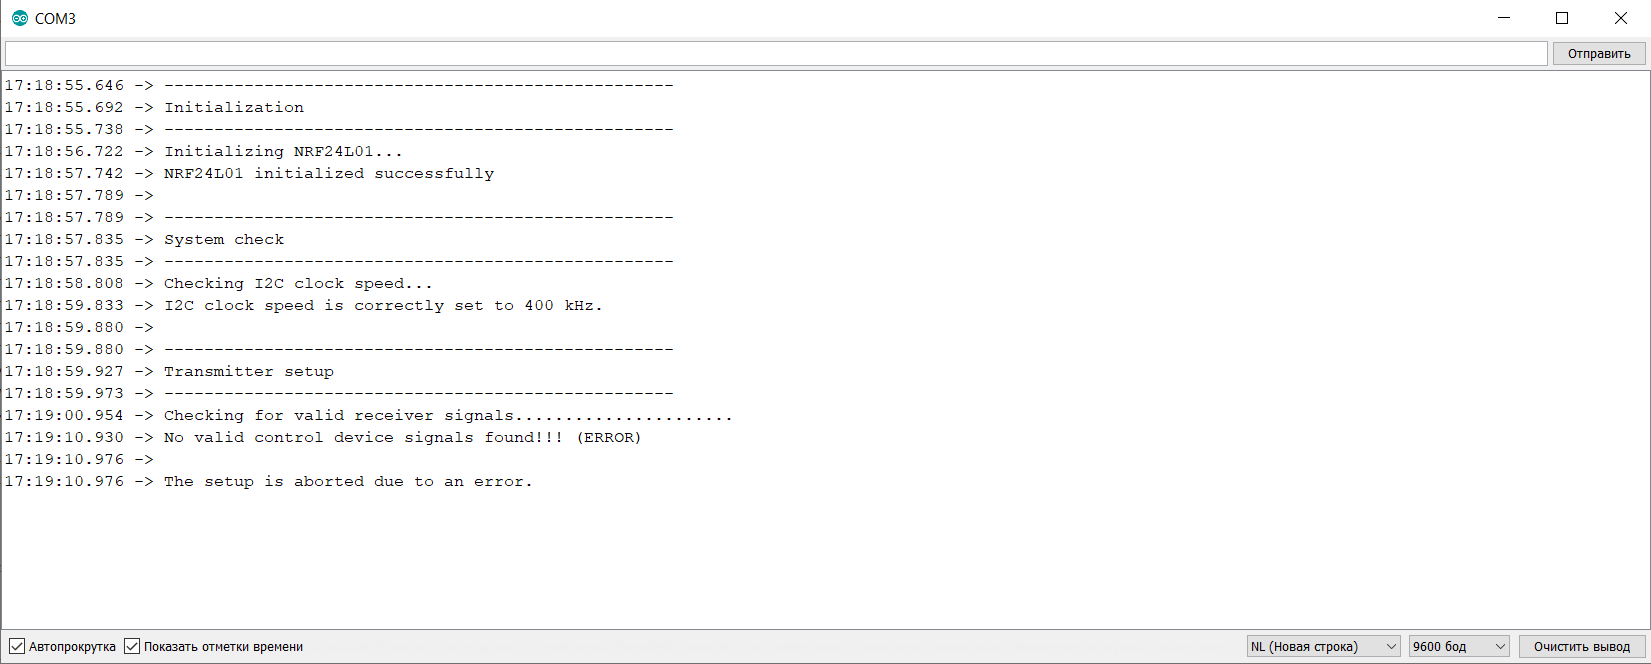 COM3
Отправить
17:18:55.646 -> ---------------------------------------------------
17:18:55.692 -> Initialization
17:18:55.738 -> ---------------------------------------------------
17:18:56.722 -> Initializing NRF24L01...
17:18:57.742 -> NRF24L01 initialized successfully
17:18:57.789 ->
17:18:57.789 -> ---------------------------------------------------
17:18:57.835 -> System check
17:18:57.835 -> ---------------------------------------------------
17:18:58.808 -> Checking I2C clock speed...
17:18:59.833 -> I2C clock speed is correctly set to 400 kHz.
17:18:59.880 ->
17:18:59.880 -> ---------------------------------------------------
17:18:59.927 -> Transmitter setup
17:18:59.973 -> ---------------------------------------------------
17:19:00.954 -> Checking for valid receiver signals......................
17:19:10.930 -> No valid control device signals found!!! (ERROR)
17:19:10.976 ->
17:19:10.976 -> The setup is aborted due to an error.
Автопрокрутка Показать отметки времени NL (Новая строка) 9600 бод Очистить вывод